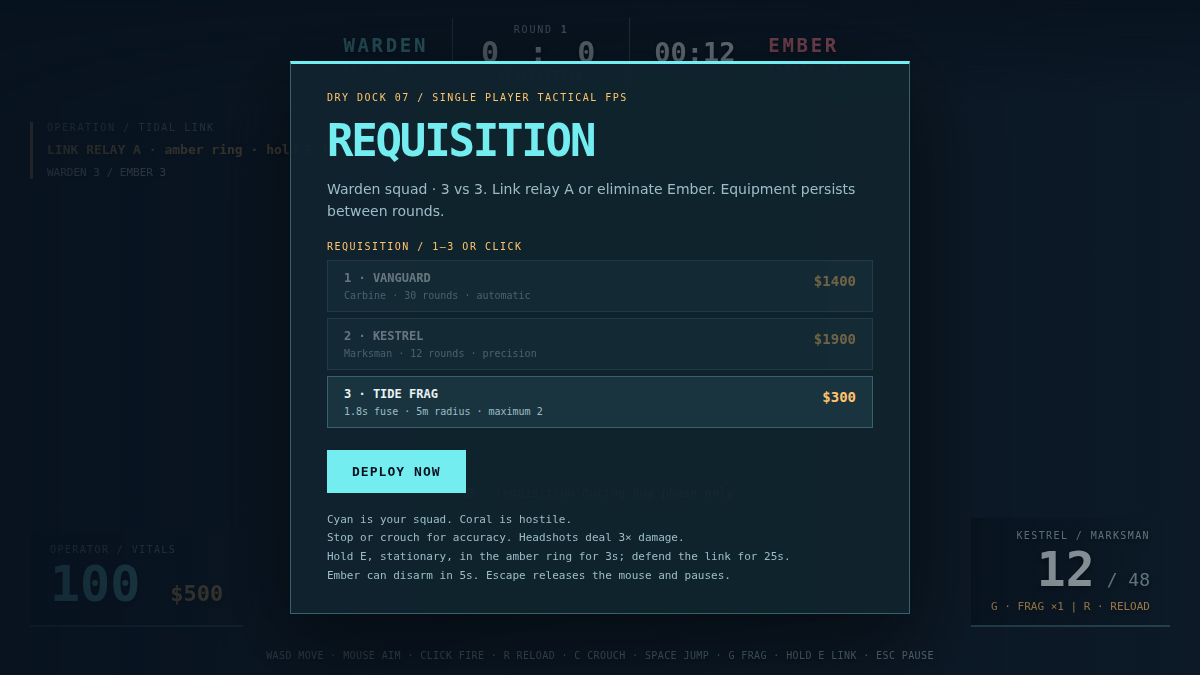 WARDEN
ROUND 1
0 : 0
00:12
EMBER
OPERATION / TIDAL LINK
LINK RELAY A · amber ring · hol
WARDEN 3 / EMBER 3
DRY DOCK 07 / SINGLE PLAYER TACTICAL FPS
REQUISITION
Warden squad · 3 vs 3. Link relay A or eliminate Ember. Equipment persists
between rounds.
REQUISITION / 1–3 OR CLICK
1 · VANGUARD
$1400
Carbine · 30 rounds · automatic
2 · KESTREL
$1900
Marksman · 12 rounds · precision
3 · TIDE FRAG
$300
1.8s fuse · 5m radius · maximum 2
DEPLOY NOW
Cyan is your squad. Coral is hostile.
Stop or crouch for accuracy. Headshots deal 3× damage.
Hold E, stationary, in the amber ring for 3s; defend the link for 25s.
Ember can disarm in 5s. Escape releases the mouse and pauses.
OPERATOR / VITALS
100
$500
KESTREL / MARKSMAN
12 / 48
G · FRAG ×1 | R · RELOAD
WASD MOVE · MOUSE AIM · CLICK FIRE · R RELOAD · C CROUCH · SPACE JUMP · G FRAG · HOLD E LINK · ESC PAUSE